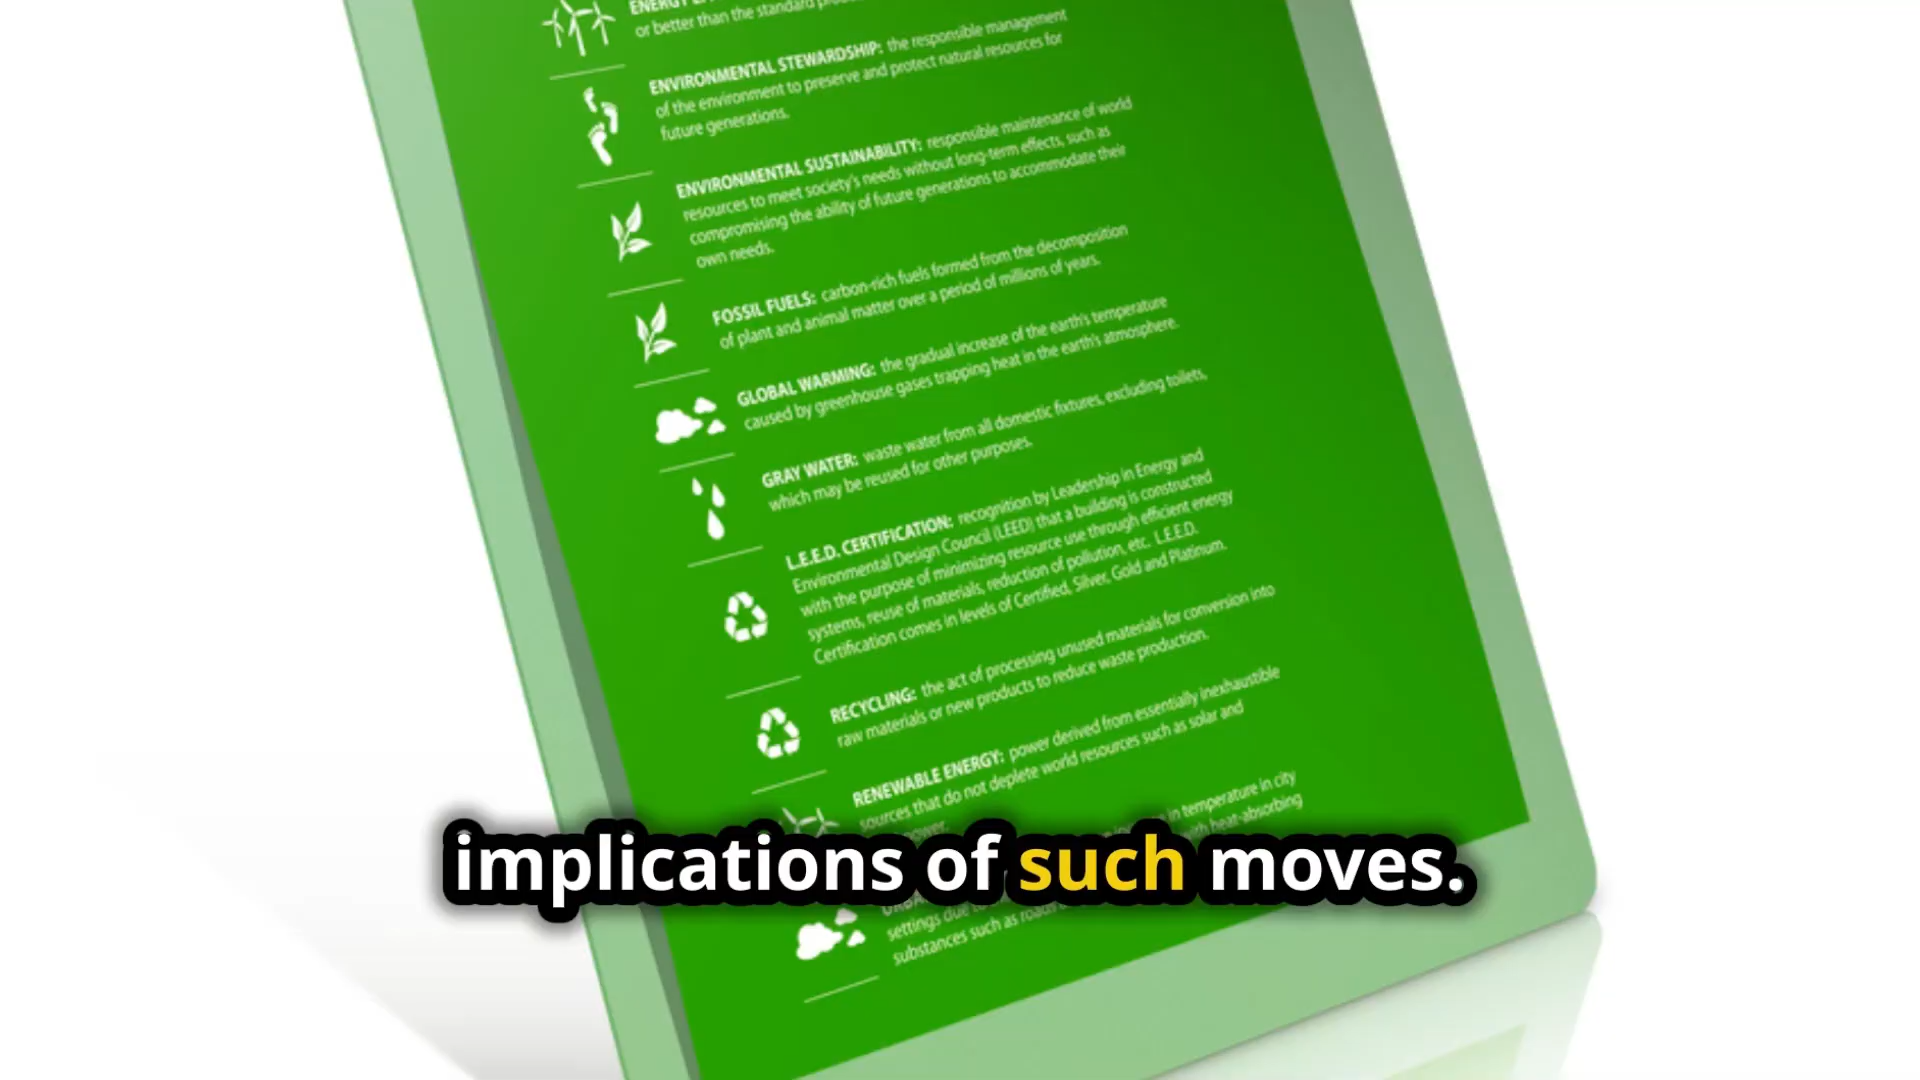 or better than the standard
ENVIRONMENTAL STEWARDSHIP: the responsible management
of the environment to preserve and protect natural resources for
future generations.
ENVIRONMENTAL SUSTAINABILITY: responsible maintenance of world
resources to meet society's needs without long-term effects, such as
compromising the ability of future generations to accommodate their
own needs.
FOSSIL FUELS: carbon-rich fuels formed from the decomposition
of plant and animal matter over a period of millions of years.
GLOBAL WARMING: the gradual increase of the earth's temperature
caused by greenhouse gases trapping heat in the earth's atmosphere.
GRAY WATER: waste water from all domestic fixtures, excluding toilets,
which may be reused for other purposes.
L.E.E.D. CERTIFICATION: recognition by Leadership in Energy and
Environmental Design Council (LEED) that a building is constructed
with the purpose of minimizing resource use through efficient energy
systems, reuse of materials, reduction of pollution, etc. L.E.E.D.
Certification comes in levels of Certified, Silver, Gold and Platinum.
RECYCLING: the act of processing unused materials for conversion into
raw materials or new products to reduce waste production.
RENEWABLE ENERGY: power derived from essentially inexhaustible
sources that do not deplete world resources such as solar and
power.
in temperature in city
with heat-absorbing
implications of such moves.
settings due
substances such as